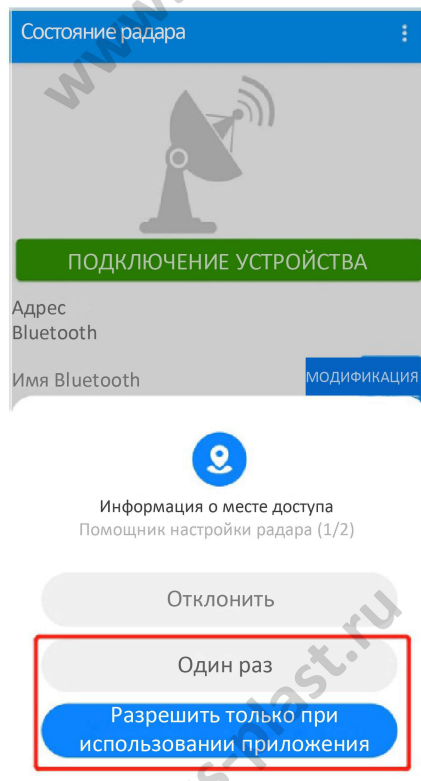 Состояние радара
ПОДКЛЮЧЕНИЕ УСТРОЙСТВА
Адрес
Bluetooth
Имя Bluetooth
МОДИФИКАЦИЯ
Информация о месте доступа
Помощник настройки радара (1/2)
Отклонить
Один раз
Разрешить только при
использовании приложения